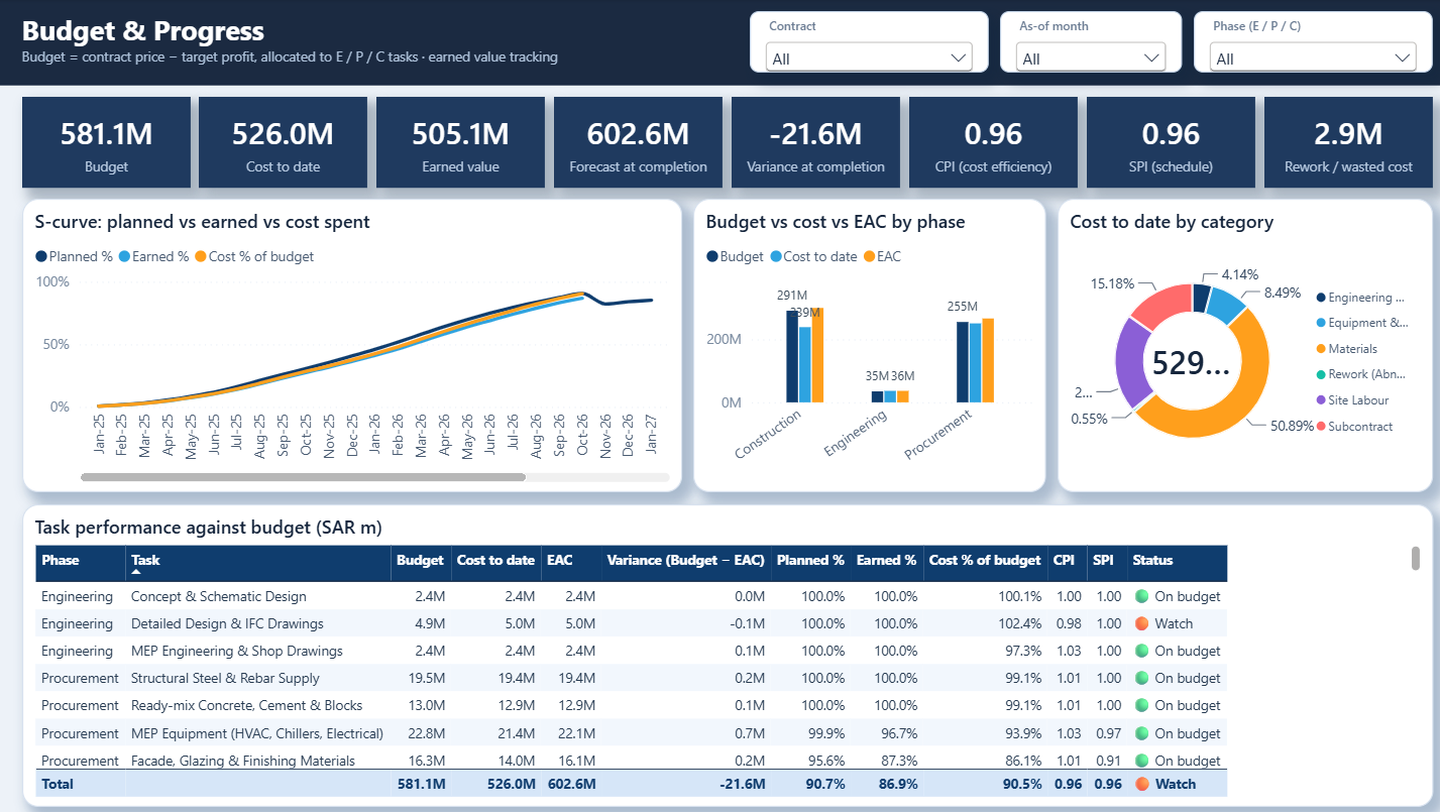 Budget & Progress
Budget = contract price − target profit, allocated to E / P / C tasks · earned value tracking
Contract
All
As-of month
All
Phase (E / P / C)
All
581.1M
Budget
526.0M
Cost to date
505.1M
Earned value
602.6M
Forecast at completion
-21.6M
Variance at completion
0.96
CPI (cost efficiency)
0.96
SPI (schedule)
2.9M
Rework / wasted cost
S-curve: planned vs earned vs cost spent
Planned % Earned % Cost % of budget
100%
50%
0%
Jan-25 Feb-25 Mar-25 Apr-25 May-25 Jun-25 Jul-25 Aug-25 Sep-25 Oct-25 Nov-25 Dec-25 Jan-26 Feb-26 Mar-26 Apr-26 May-26 Jun-26 Jul-26 Aug-26 Sep-26 Oct-26 Nov-26 Dec-26 Jan-27
Budget vs cost vs EAC by phase
Budget Cost to date EAC
291M
239M
255M
200M
35M 36M
0M
Construction Engineering Procurement
Cost to date by category
4.14%
15.18%
8.49%
529...
2...
0.55%
50.89%
Engineering ...
Equipment &...
Materials
Rework (Abn...
Site Labour
Subcontract
Task performance against budget (SAR m)
Phase Task Budget Cost to date EAC Variance (Budget − EAC) Planned % Earned % Cost % of budget CPI SPI Status
Engineering Concept & Schematic Design 2.4M 2.4M 2.4M 0.0M 100.0% 100.0% 100.1% 1.00 1.00 On budget
Engineering Detailed Design & IFC Drawings 4.9M 5.0M 5.0M -0.1M 100.0% 100.0% 102.4% 0.98 1.00 Watch
Engineering MEP Engineering & Shop Drawings 2.4M 2.4M 2.4M 0.1M 100.0% 100.0% 97.3% 1.03 1.00 On budget
Procurement Structural Steel & Rebar Supply 19.5M 19.4M 19.4M 0.2M 100.0% 100.0% 99.1% 1.01 1.00 On budget
Procurement Ready-mix Concrete, Cement & Blocks 13.0M 12.9M 12.9M 0.1M 100.0% 100.0% 99.1% 1.01 1.00 On budget
Procurement MEP Equipment (HVAC, Chillers, Electrical) 22.8M 21.4M 22.1M 0.7M 99.9% 96.7% 93.9% 1.03 0.97 On budget
Procurement Facade, Glazing & Finishing Materials 16.3M 14.0M 16.1M 0.2M 95.6% 87.3% 86.1% 1.01 0.91 On budget
Total 581.1M 526.0M 602.6M -21.6M 90.7% 86.9% 90.5% 0.96 0.96 Watch